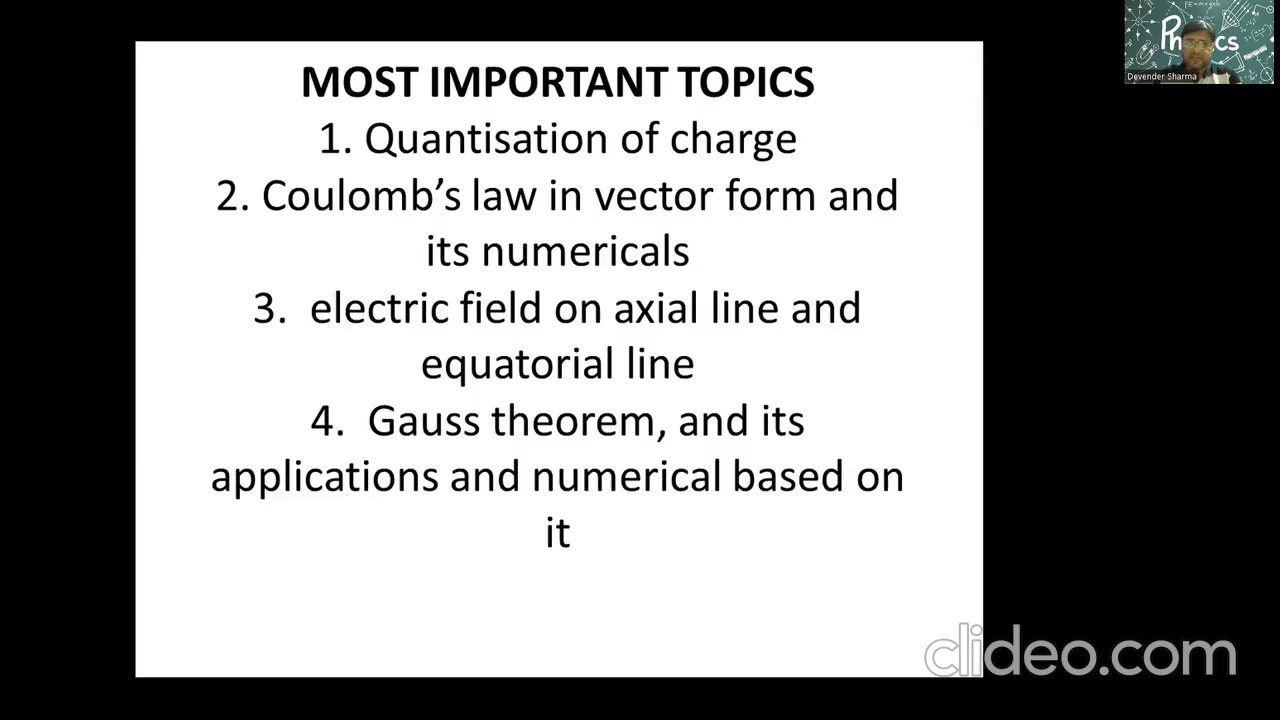 MOST IMPORTANT TOPICS
1. Quantisation of charge
2. Coulomb’s law in vector form and
its numericals
3. electric field on axial line and
equatorial line
4. Gauss theorem, and its
applications and numerical based on
it
Devender Sharma
clideo.com